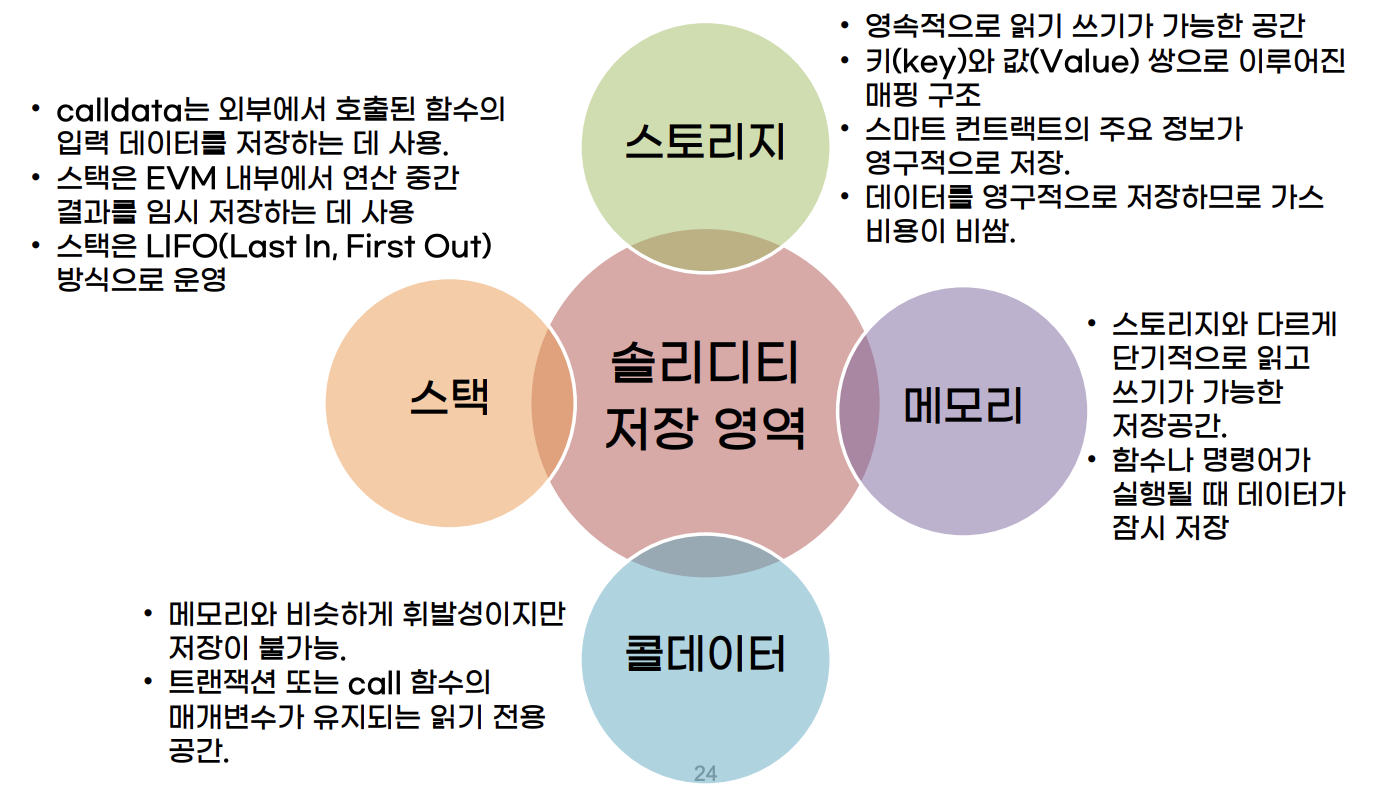 • 영속적으로 읽기 쓰기가 가능한 공간
• 키(key)와 값(Value) 쌍으로 이루어진
매핑 구조
• 스마트 컨트랙트의 주요 정보가
영구적으로 저장.
• 데이터를 영구적으로 저장하므로 가스
비용이 비쌈.
스토리지
• calldata는 외부에서 호출된 함수의
입력 데이터를 저장하는 데 사용.
• 스택은 EVM 내부에서 연산 중간
결과를 임시 저장하는 데 사용
• 스택은 LIFO(Last In, First Out)
방식으로 운영
스택
솔리디티
저장 영역
메모리
• 스토리지와 다르게
단기적으로 읽고
쓰기가 가능한
저장공간.
• 함수나 명령어가
실행될 때 데이터가
잠시 저장
• 메모리와 비슷하게 휘발성이지만
저장이 불가능.
• 트랜잭션 또는 call 함수의
매개변수가 유지되는 읽기 전용
공간.
콜데이터
24